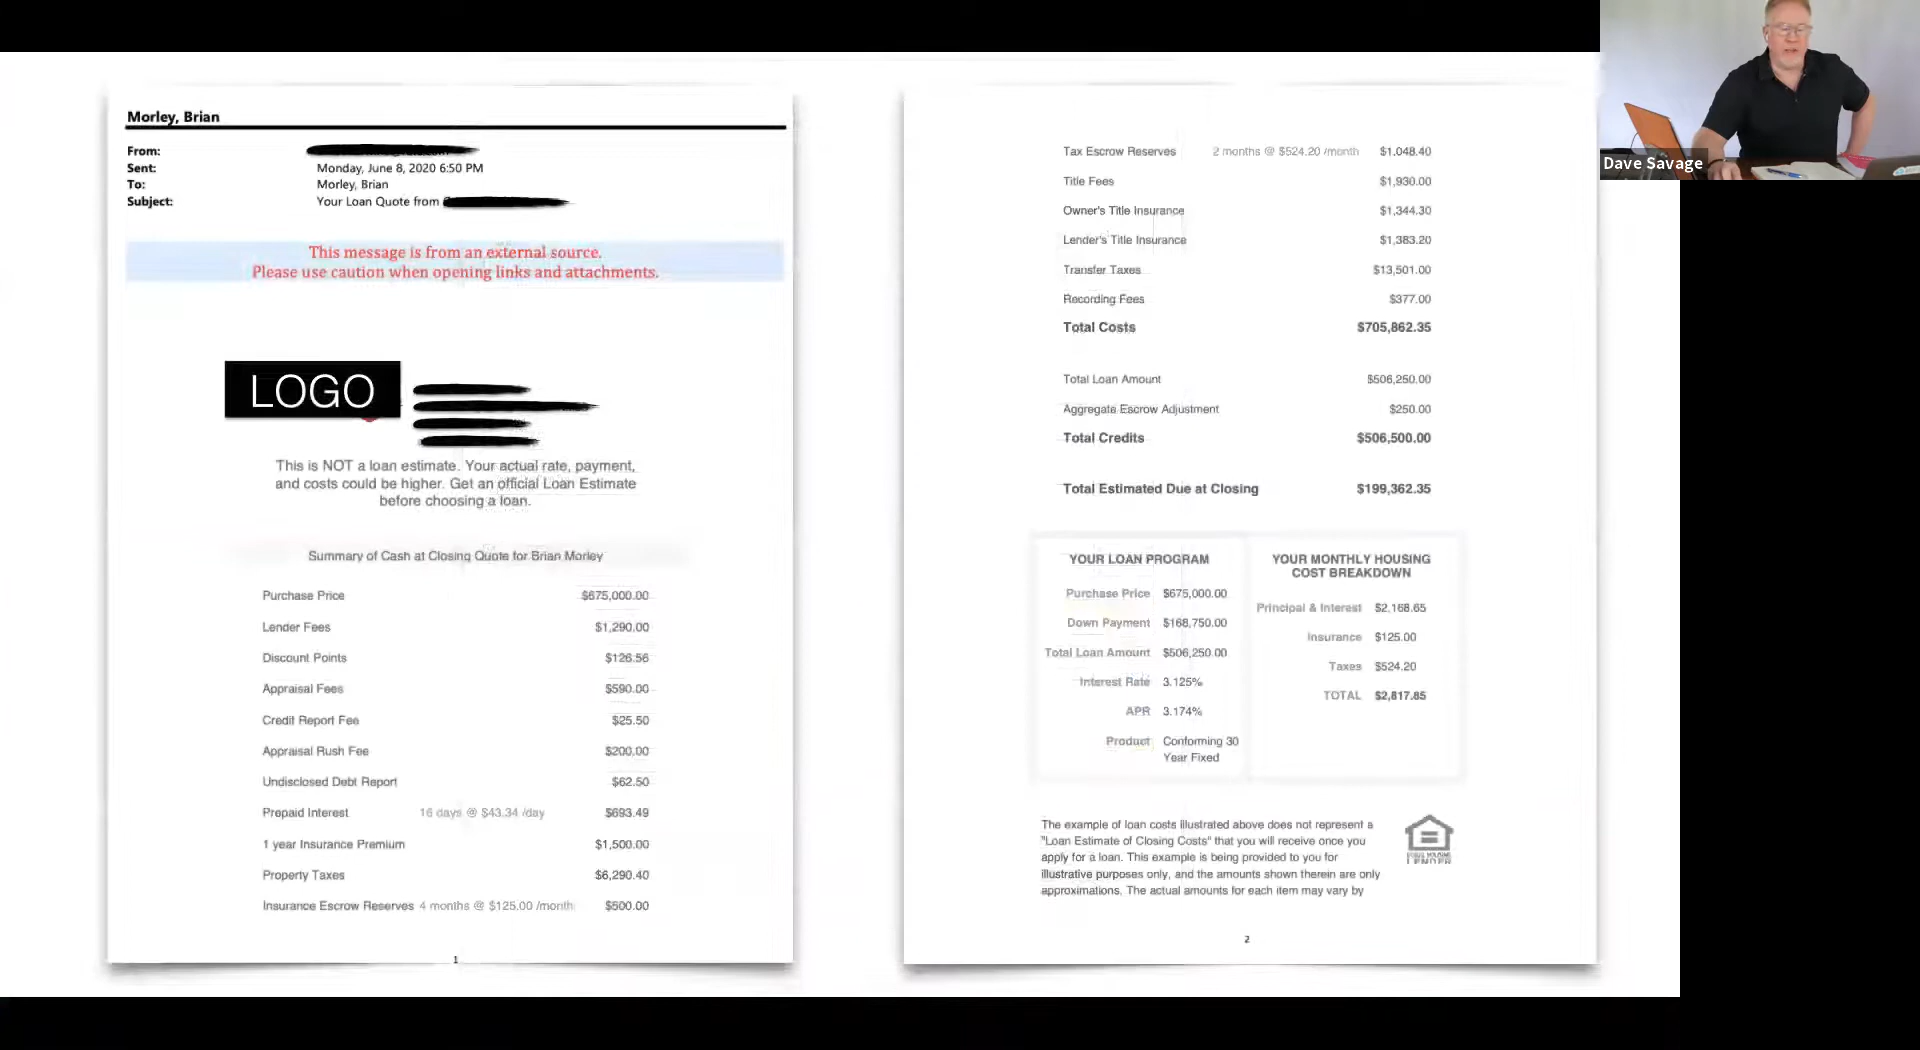 Morley, Brian
From:
Sent: Monday, June 8, 2020 6:50 PM
To: Morley, Brian
Subject: Your Loan Quote from
This message is from an external source.
Please use caution when opening links and attachments.
LOGO
This is NOT a loan estimate. Your actual rate, payment,
and costs could be higher. Get an official Loan Estimate
before choosing a loan.
Summary of Cash at Closing Quote for Brian Morley
Purchase Price $675,000.00
Lender Fees $1,290.00
Discount Points $126.56
Appraisal Fees $590.00
Credit Report Fee $25.50
Appraisal Rush Fee $200.00
Undisclosed Debt Report $62.50
Prepaid Interest 16 days @ $43.34 /day $693.49
1 year Insurance Premium $1,500.00
Property Taxes $6,290.40
Insurance Escrow Reserves 4 months @ $125.00 /month $500.00
1
Tax Escrow Reserves 2 months @ $524.20 /month $1,048.40
Title Fees $1,930.00
Owner's Title Insurance $1,344.30
Lender's Title Insurance $1,383.20
Transfer Taxes $13,501.00
Recording Fees $377.00
Total Costs $705,862.35
Total Loan Amount $506,250.00
Aggregate Escrow Adjustment $250.00
Total Credits $506,500.00
Total Estimated Due at Closing $199,362.35
YOUR LOAN PROGRAM
Purchase Price $675,000.00
Down Payment $168,750.00
Total Loan Amount $506,250.00
Interest Rate 3.125%
APR 3.174%
Product Conforming 30
Year Fixed
YOUR MONTHLY HOUSING
COST BREAKDOWN
Principal & Interest $2,168.65
Insurance $125.00
Taxes $524.20
TOTAL $2,817.85
The example of loan costs illustrated above does not represent a
"Loan Estimate of Closing Costs" that you will receive once you
apply for a loan. This example is being provided to you for
illustrative purposes only, and the amounts shown therein are only
approximations. The actual amounts for each item may vary by
EQUAL HOUSING
LENDER
2
Dave Savage